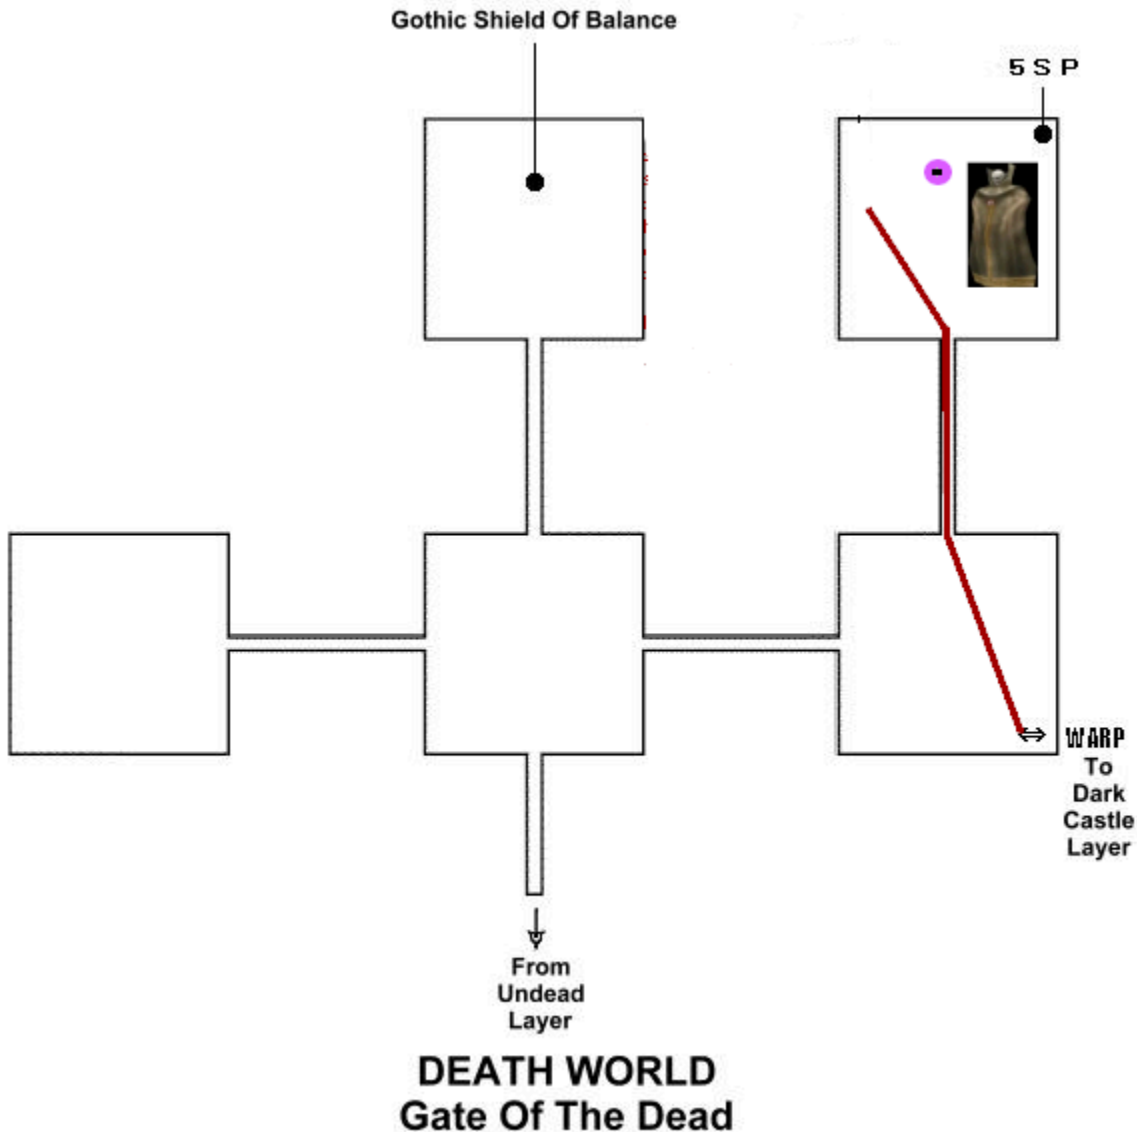 Gothic Shield Of Balance
5 S P
WARP
To
Dark
Castle
Layer
From
Undead
Layer
DEATH WORLD
Gate Of The Dead